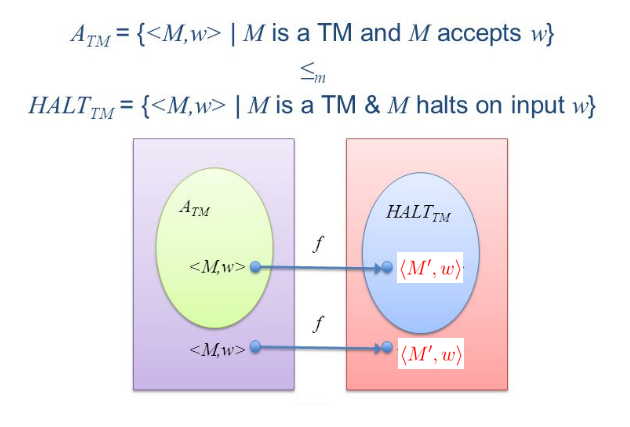 A_TM = {<M,w> | M is a TM and M accepts w}
≤_m
HALT_TM = {<M,w> | M is a TM & M halts on input w}
A_TM
HALT_TM
f
<M,w>
⟨M′, w⟩
f
<M,w>
⟨M′, w⟩